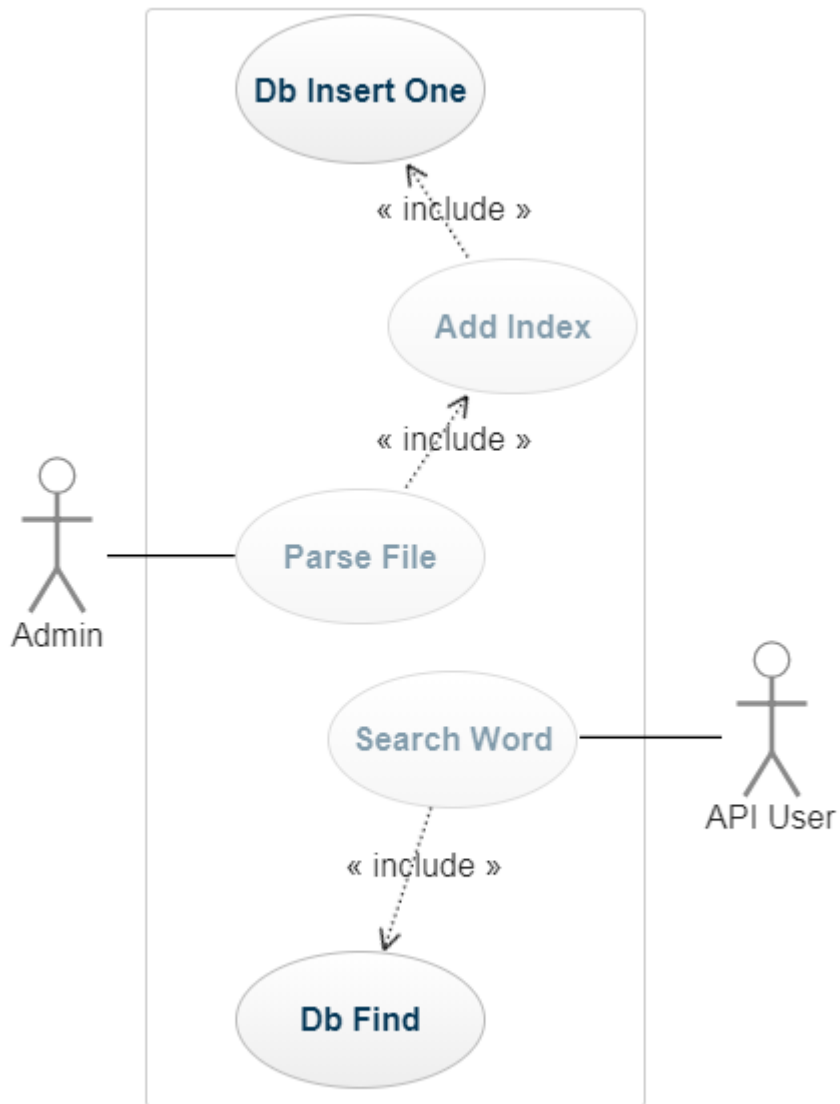 Db Insert One
« include »
Add Index
« include »
Parse File
Admin
Search Word
API User
« include »
Db Find